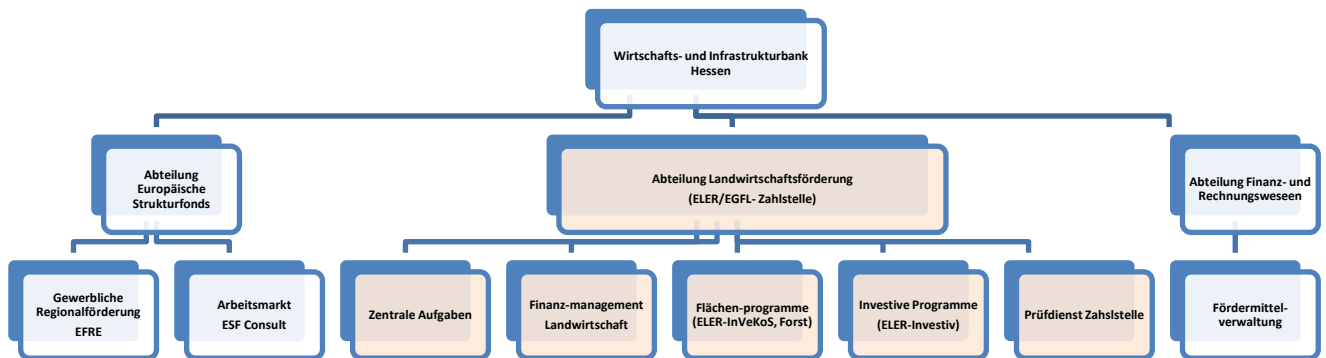 Wirtschafts- und Infrastrukturbank
Hessen
Abteilung
Europäische
Strukturfonds
Abteilung Landwirtschaftsförderung
(ELER/EGFL- Zahlstelle)
Abteilung Finanz- und
Rechnungsweseen
Gewerbliche
Regionalförderung
EFRE
Arbeitsmarkt
ESF Consult
Zentrale Aufgaben
Finanz-management
Landwirtschaft
Flächen-programme
(ELER-InVeKoS, Forst)
Investive Programme
(ELER-Investiv)
Prüfdienst Zahslstelle
Fördermittel-
verwaltung